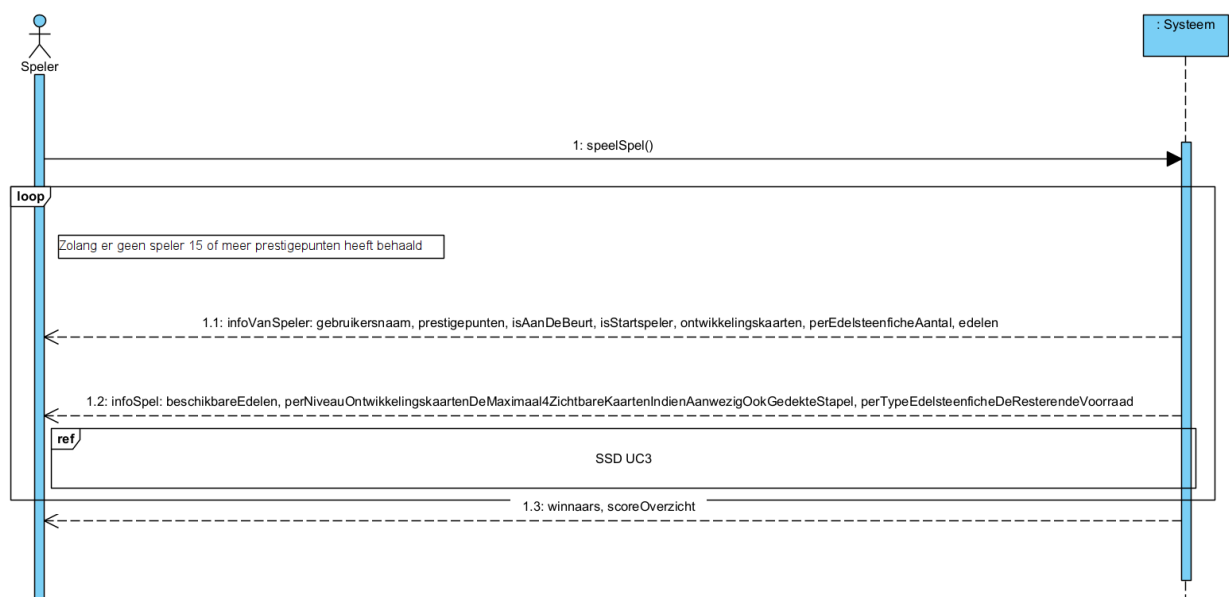 : Systeem
Speler
1: speelSpel()
loop
Zolang er geen speler 15 of meer prestigepunten heeft behaald
1.1: infoVanSpeler: gebruikersnaam, prestigepunten, isAanDeBeurt, isStartspeler, ontwikkelingskaarten, perEdelsteenficheAantal, edelen
1.2: infoSpel: beschikbareEdelen, perNiveauOntwikkelingskaartenDeMaximaal4ZichtbareKaartenIndienAanwezigOokGedekteStapel, perTypeEdelsteenficheDeResterendeVoorraad
ref
SSD UC3
1.3: winnaars, scoreOverzicht